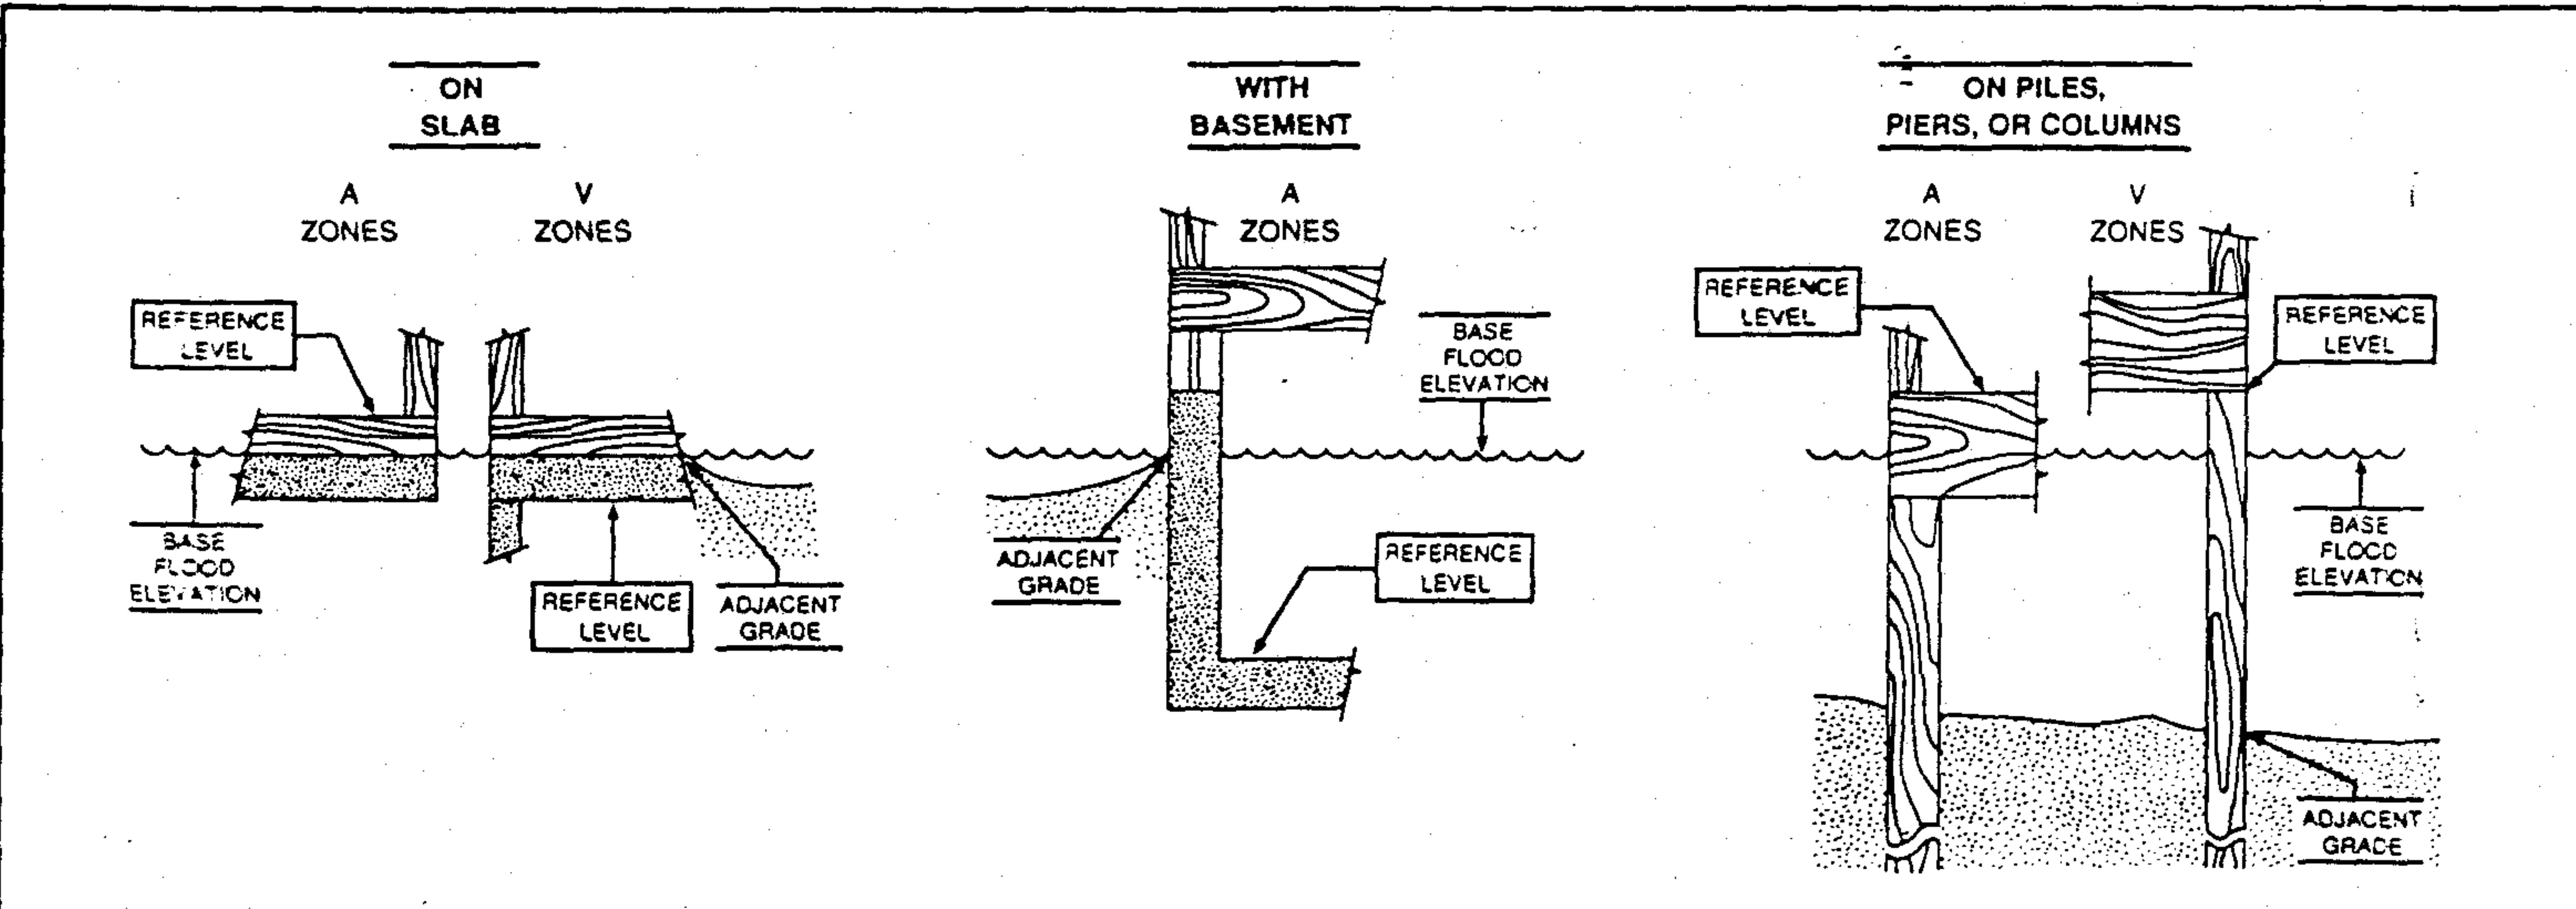 ON
SLAB
A
ZONES
V
ZONES
REFERENCE
LEVEL
BASE
FLOOD
ELEVATION
REFERENCE
LEVEL
ADJACENT
GRADE
WITH
BASEMENT
A
ZONES
BASE
FLOOD
ELEVATION
ADJACENT
GRADE
REFERENCE
LEVEL
ON PILES,
PIERS, OR COLUMNS
A
ZONES
V
ZONES
REFERENCE
LEVEL
REFERENCE
LEVEL
BASE
FLOOD
ELEVATION
ADJACENT
GRADE